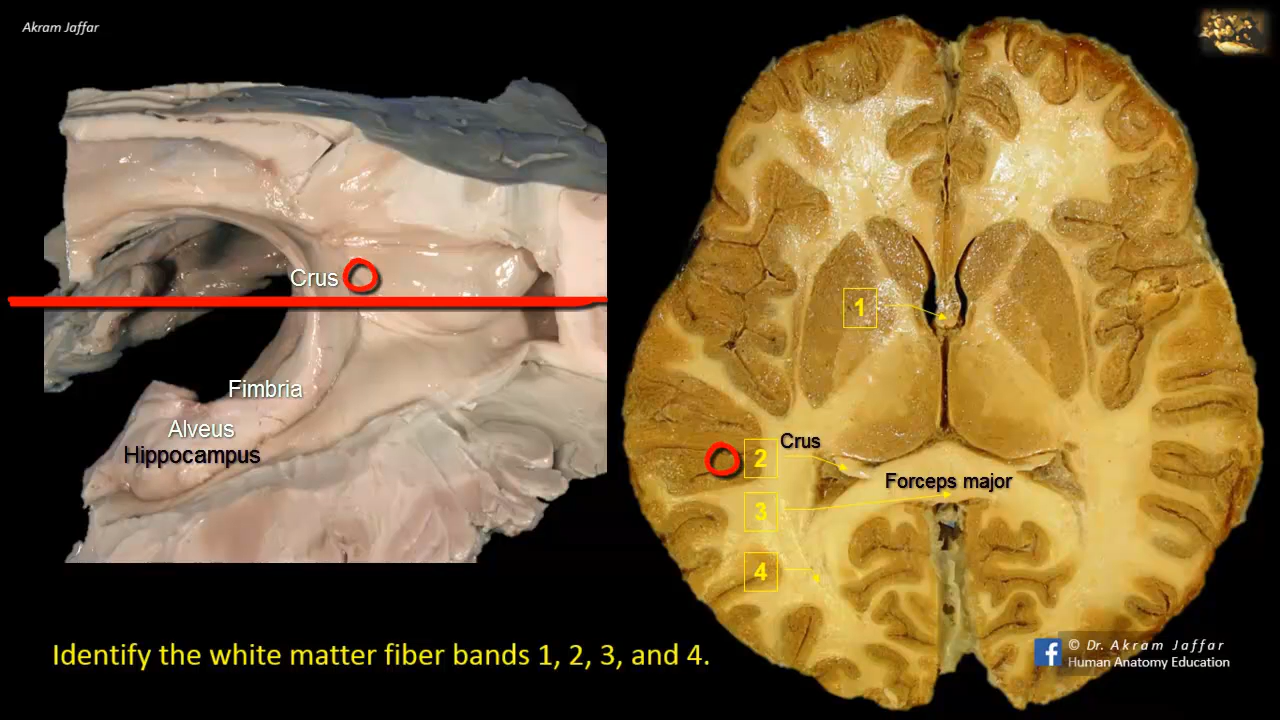 Akram Jaffar
Crus
Fimbria
Alveus
Hippocampus
1
2
Crus
Forceps major
3
4
Identify the white matter fiber bands 1, 2, 3, and 4.
f
© Dr. Akram Jaffar
Human Anatomy Education